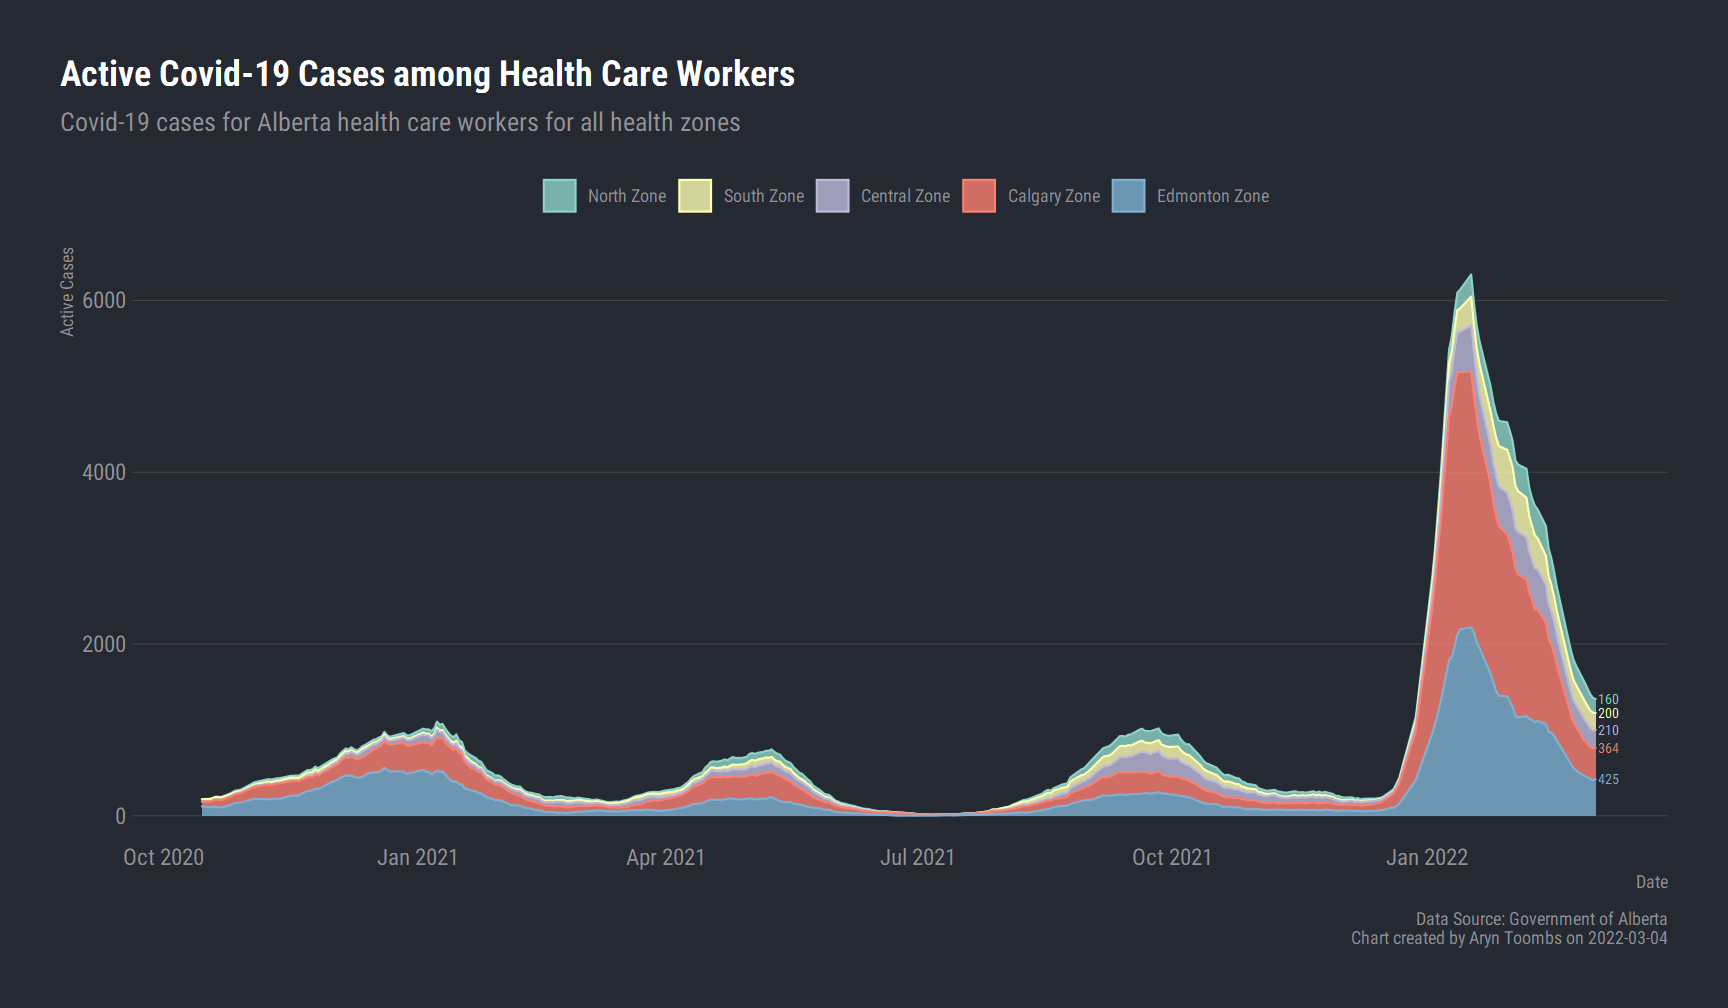 Active Covid-19 Cases among Health Care Workers
Covid-19 cases for Alberta health care workers for all health zones
North Zone South Zone Central Zone Calgary Zone Edmonton Zone
Active Cases
6000
4000
2000
0
160
200
210
364
425
Oct 2020 Jan 2021 Apr 2021 Jul 2021 Oct 2021 Jan 2022
Date
Data Source: Government of Alberta
Chart created by Aryn Toombs on 2022-03-04